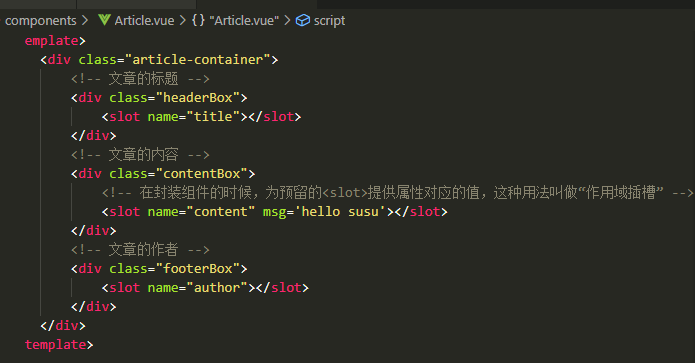 components > Article.vue > {} "Article.vue" > script
emplate>
<div class="article-container">
<!-- 文章的标题 -->
<div class="headerBox">
<slot name="title"></slot>
</div>
<!-- 文章的内容 -->
<div class="contentBox">
<!-- 在封装组件的时候，为预留的<slot>提供属性对应的值，这种用法叫做“作用域插槽” -->
<slot name="content" msg='hello susu'></slot>
</div>
<!-- 文章的作者 -->
<div class="footerBox">
<slot name="author"></slot>
</div>
</div>
template>